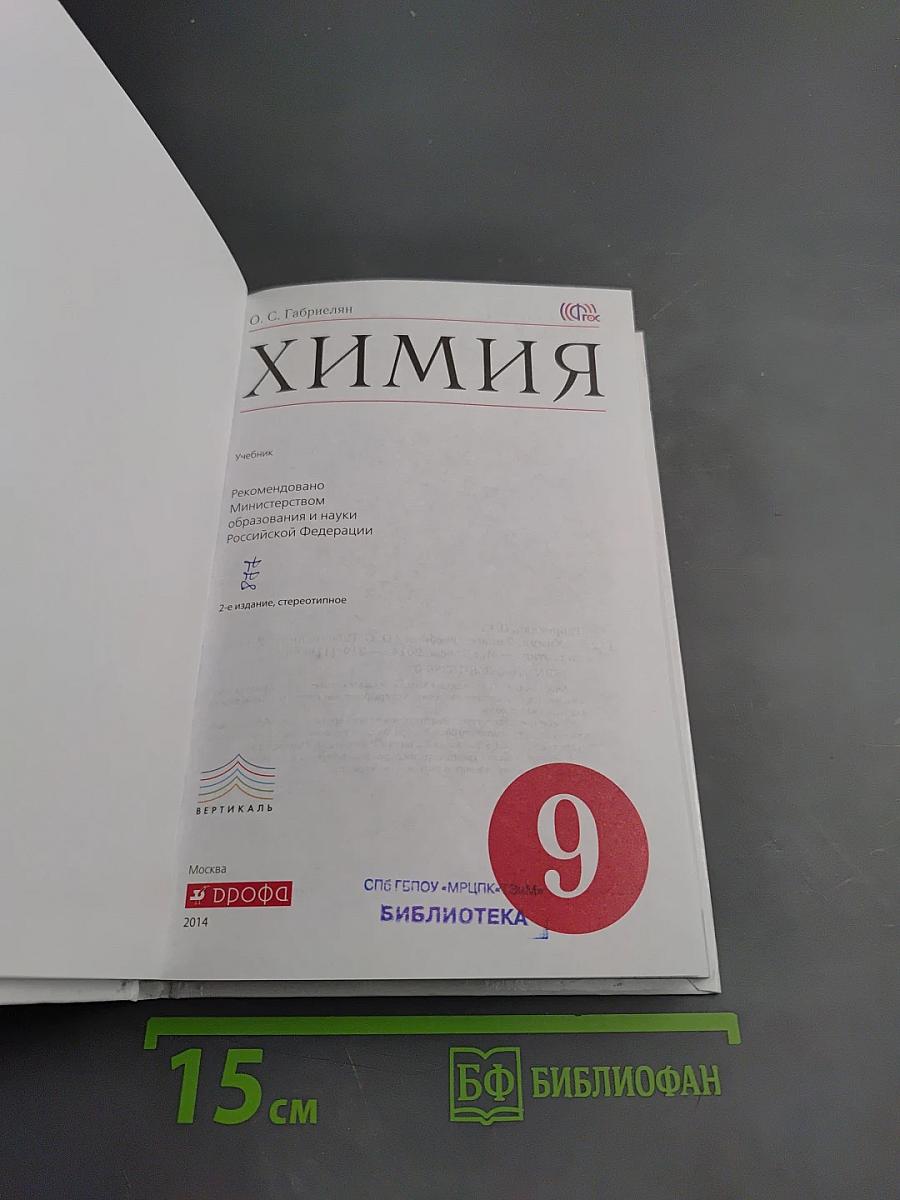 О. С. Габриелян
ФГОС
ХИМИЯ
Учебник
Рекомендовано
Министерством
образования и науки
Российской Федерации
2-е издание, стереотипное
ВЕРТИКАЛЬ
9
Москва
ДРОФА
2014
СПб ГБПОУ «МРЦПК«
БИБЛИОТЕКА
15 см
БФ БИБЛИОФАН